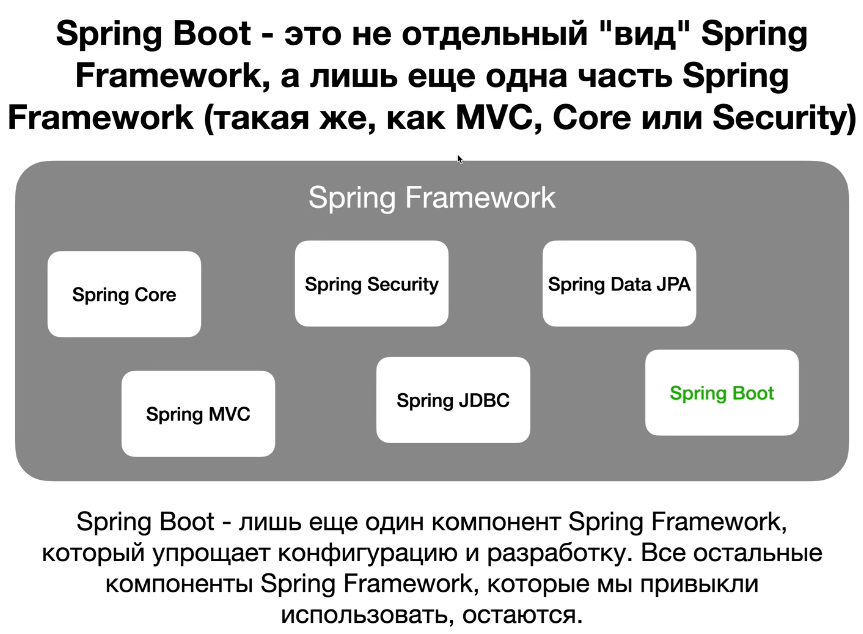 Spring Boot - это не отдельный "вид" Spring
Framework, а лишь еще одна часть Spring
Framework (такая же, как MVC, Core или Security)
Spring Framework
Spring Core
Spring Security
Spring Data JPA
Spring MVC
Spring JDBC
Spring Boot
Spring Boot - лишь еще один компонент Spring Framework,
который упрощает конфигурацию и разработку. Все остальные
компоненты Spring Framework, которые мы привыкли
использовать, остаются.